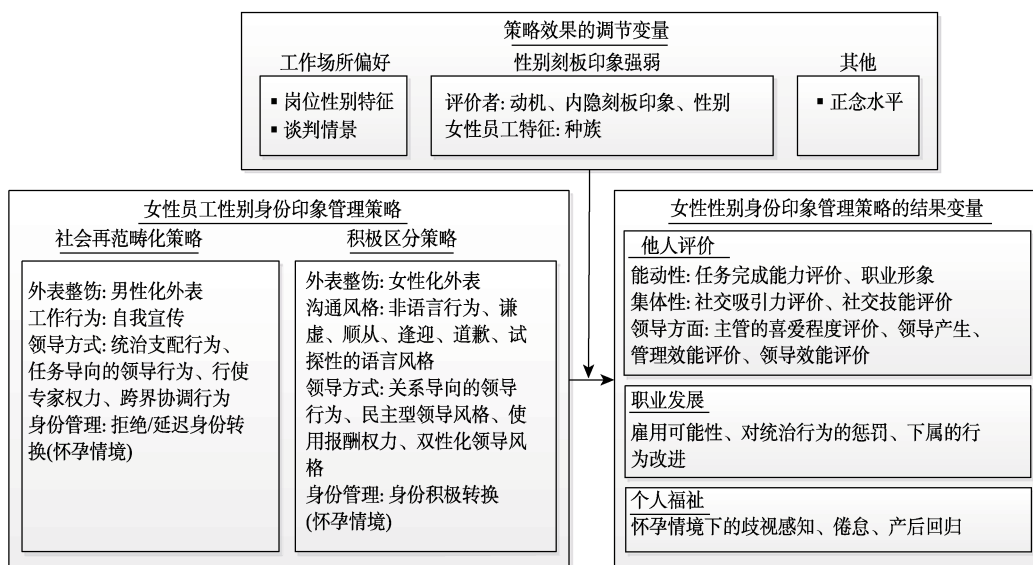 策略效果的调节变量
工作场所偏好
▪ 岗位性别特征
▪ 谈判情景
性别刻板印象强弱
评价者: 动机、内隐刻板印象、性别
女性员工特征: 种族
其他
▪ 正念水平
女性员工性别身份印象管理策略
社会再范畴化策略
外表整饬: 男性化外表
工作行为: 自我宣传
领导方式: 统治支配行为、
任务导向的领导行为、行使
专家权力、跨界协调行为
身份管理: 拒绝/延迟身份转
换(怀孕情境)
积极区分策略
外表整饬: 女性化外表
沟通风格: 非语言行为、谦
虚、顺从、逢迎、道歉、试
探性的语言风格
领导方式: 关系导向的领导
行为、民主型领导风格、使
用报酬权力、双性化领导风
格
身份管理: 身份积极转换
(怀孕情境)
女性性别身份印象管理策略的结果变量
他人评价
能动性: 任务完成能力评价、职业形象
集体性: 社交吸引力评价、社交技能评价
领导方面: 主管的喜爱程度评价、领导产生、
管理效能评价、领导效能评价
职业发展
雇用可能性、对统治行为的惩罚、下属的行
为改进
个人福祉
怀孕情境下的歧视感知、倦怠、产后回归